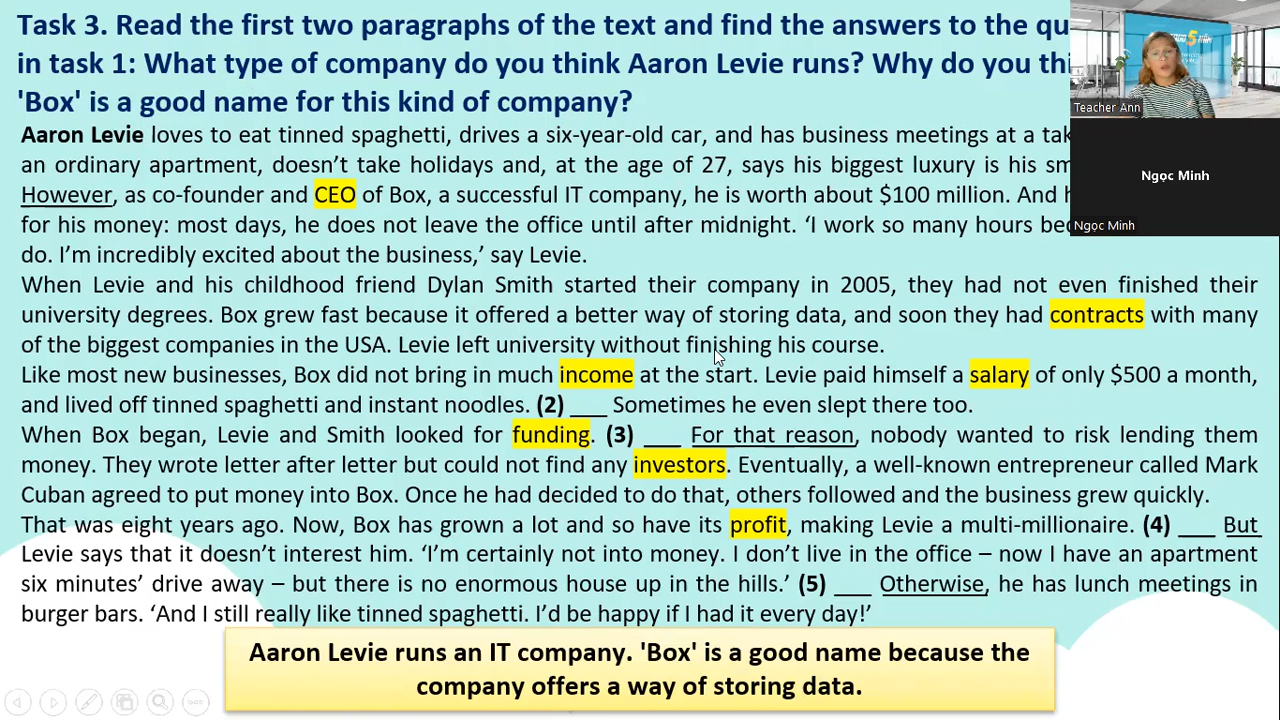 Task 3. Read the first two paragraphs of the text and find the answers to the qu
in task 1: What type of company do you think Aaron Levie runs? Why do you thi
'Box' is a good name for this kind of company?
Teacher Ann
Ngọc Minh
Ngọc Minh
Aaron Levie loves to eat tinned spaghetti, drives a six-year-old car, and has business meetings at a tak
an ordinary apartment, doesn’t take holidays and, at the age of 27, says his biggest luxury is his sm
However, as co-founder and CEO of Box, a successful IT company, he is worth about $100 million. And h
for his money: most days, he does not leave the office until after midnight. ‘I work so many hours bec
do. I’m incredibly excited about the business,’ say Levie.
When Levie and his childhood friend Dylan Smith started their company in 2005, they had not even finished their
university degrees. Box grew fast because it offered a better way of storing data, and soon they had contracts with many
of the biggest companies in the USA. Levie left university without finishing his course.
Like most new businesses, Box did not bring in much income at the start. Levie paid himself a salary of only $500 a month,
and lived off tinned spaghetti and instant noodles. (2) ___ Sometimes he even slept there too.
When Box began, Levie and Smith looked for funding. (3) ___ For that reason, nobody wanted to risk lending them
money. They wrote letter after letter but could not find any investors. Eventually, a well-known entrepreneur called Mark
Cuban agreed to put money into Box. Once he had decided to do that, others followed and the business grew quickly.
That was eight years ago. Now, Box has grown a lot and so have its profit, making Levie a multi-millionaire. (4) ___ But
Levie says that it doesn’t interest him. ‘I’m certainly not into money. I don’t live in the office – now I have an apartment
six minutes’ drive away – but there is no enormous house up in the hills.’ (5) ___ Otherwise, he has lunch meetings in
burger bars. ‘And I still really like tinned spaghetti. I’d be happy if I had it every day!’
Aaron Levie runs an IT company. 'Box' is a good name because the
company offers a way of storing data.